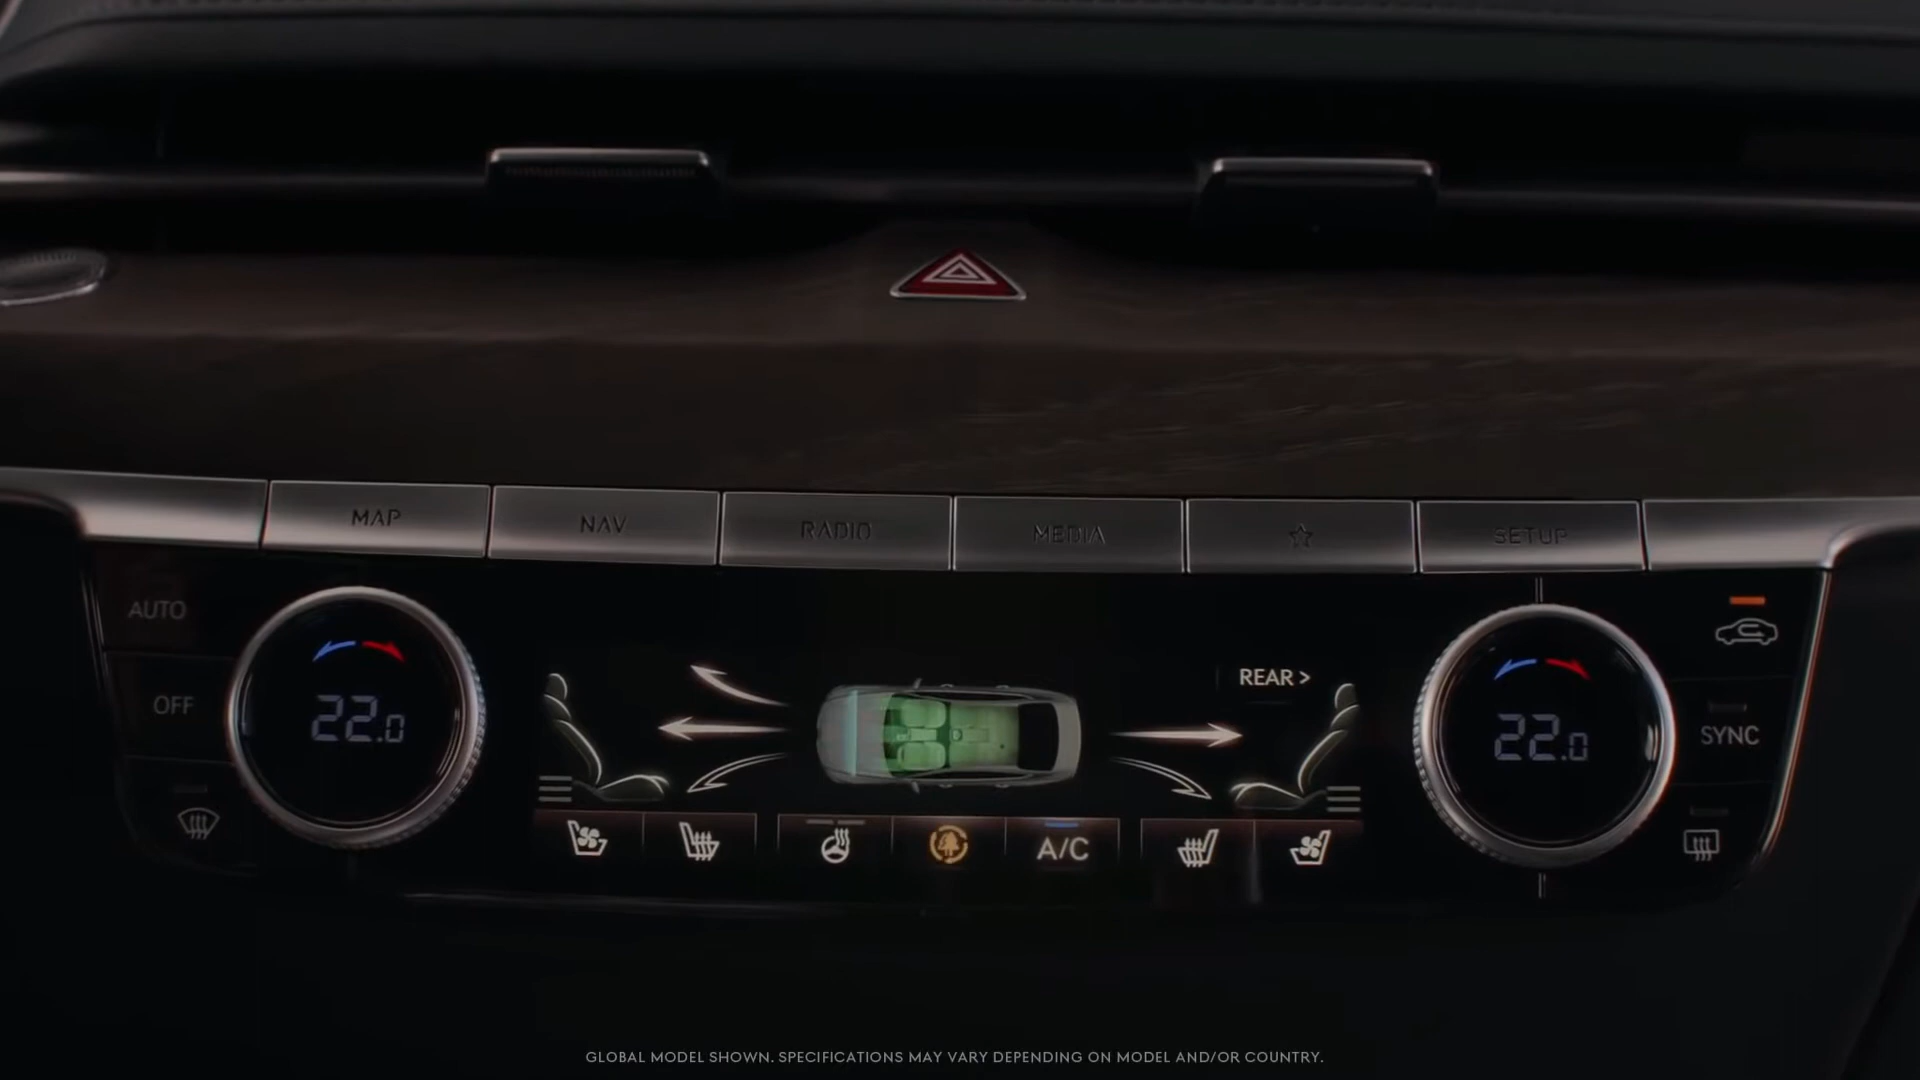 MAP
NAV
RADIO
MEDIA
SETUP
AUTO
OFF
22.0
REAR >
22.0
SYNC
A/C
GLOBAL MODEL SHOWN. SPECIFICATIONS MAY VARY DEPENDING ON MODEL AND/OR COUNTRY.